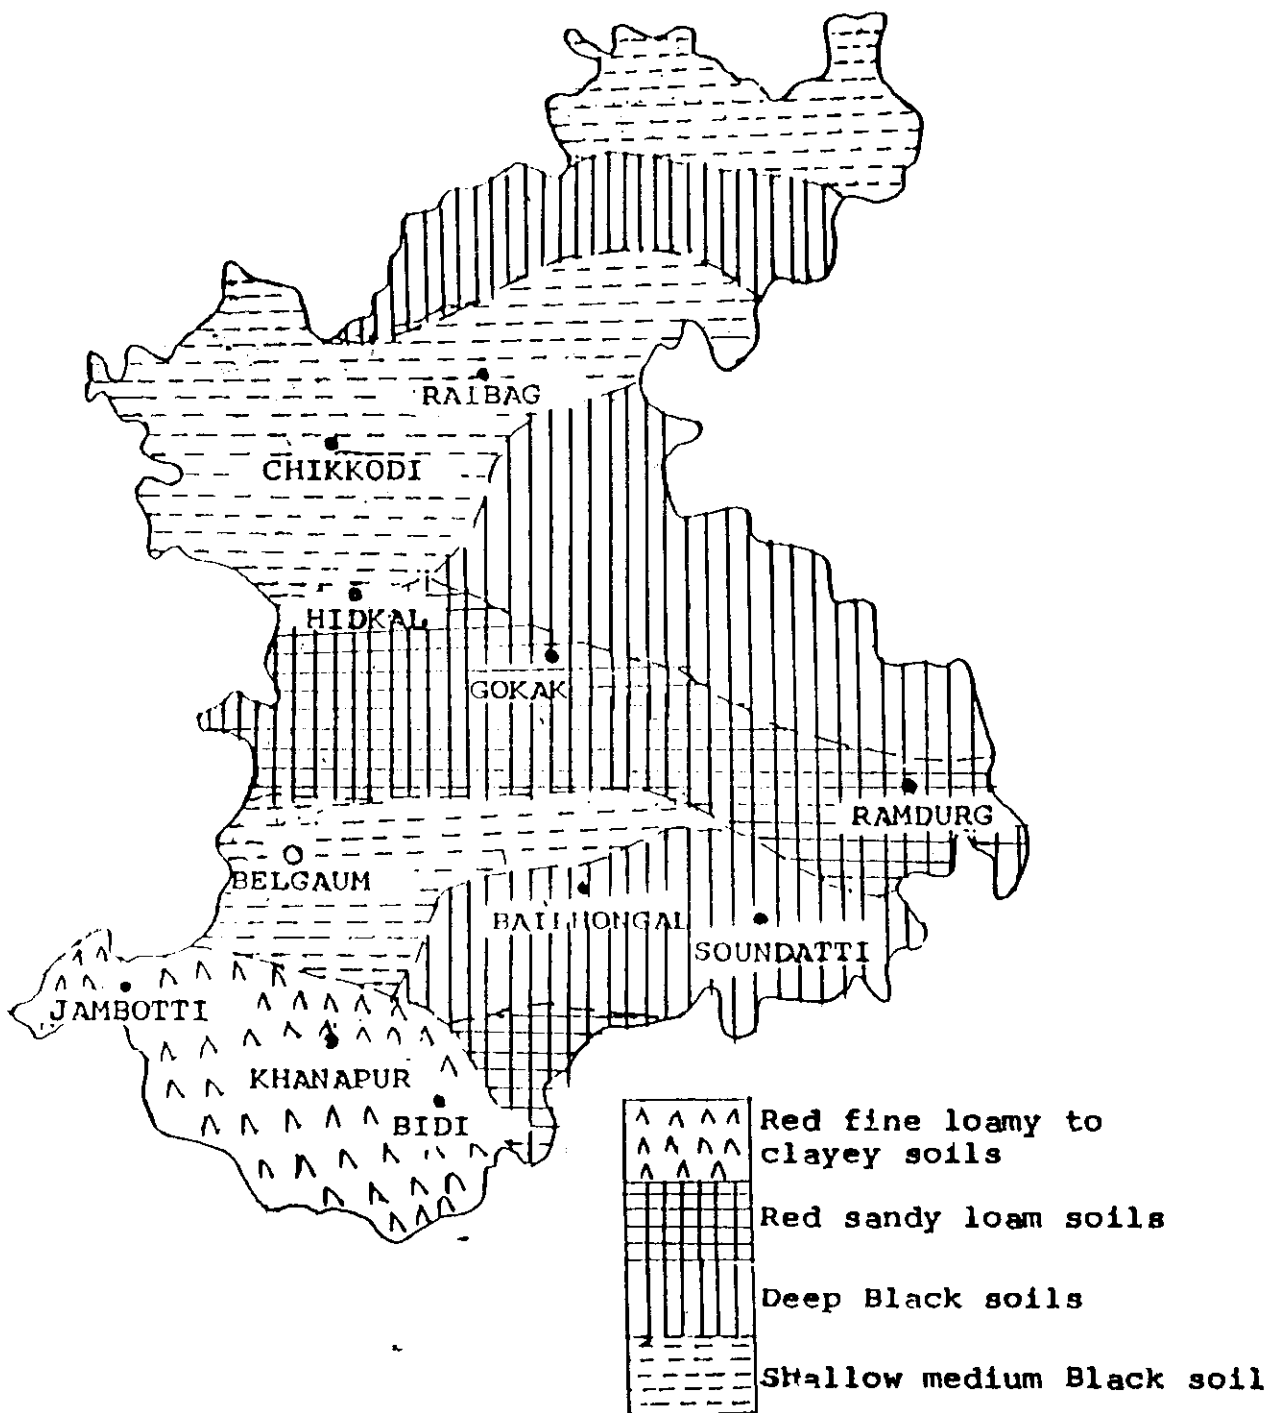 RAIBAG
CHIKKODI
HIDKAL
GOKAK
RAMDURG
BELGAUM
BAILHONGAL
SOUNDATTI
JAMBOTTI
KHANAPUR
BIDI
Red fine loamy to
clayey soils
Red sandy loam soils
Deep Black soils
Shallow medium Black soil